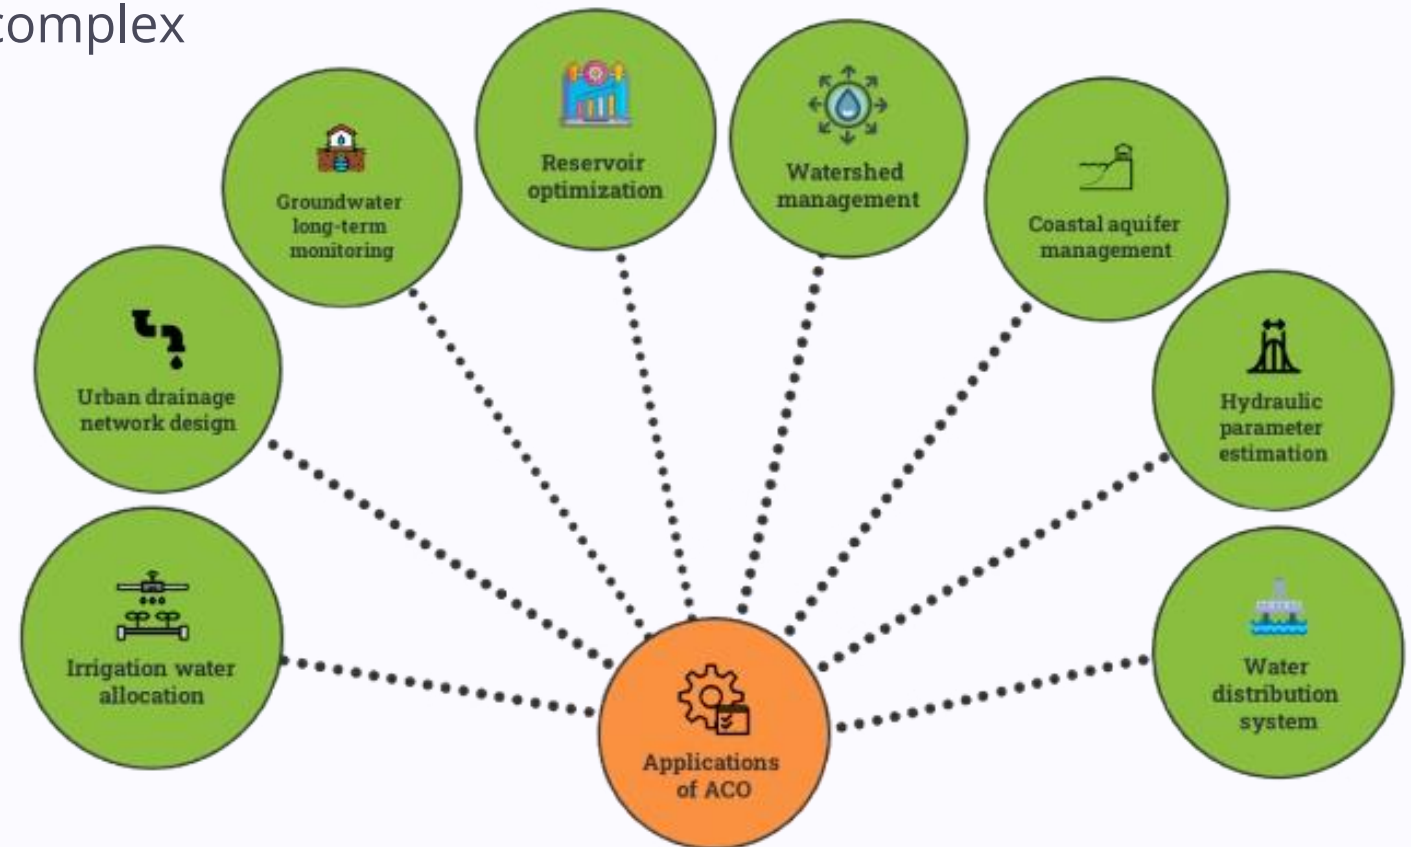 complex
Groundwater
long-term
monitoring
Reservoir
optimization
Watershed
management
Coastal aquifer
management
Urban drainage
network design
Hydraulic
parameter
estimation
Irrigation water
allocation
Water
distribution
system
Applications
of ACO